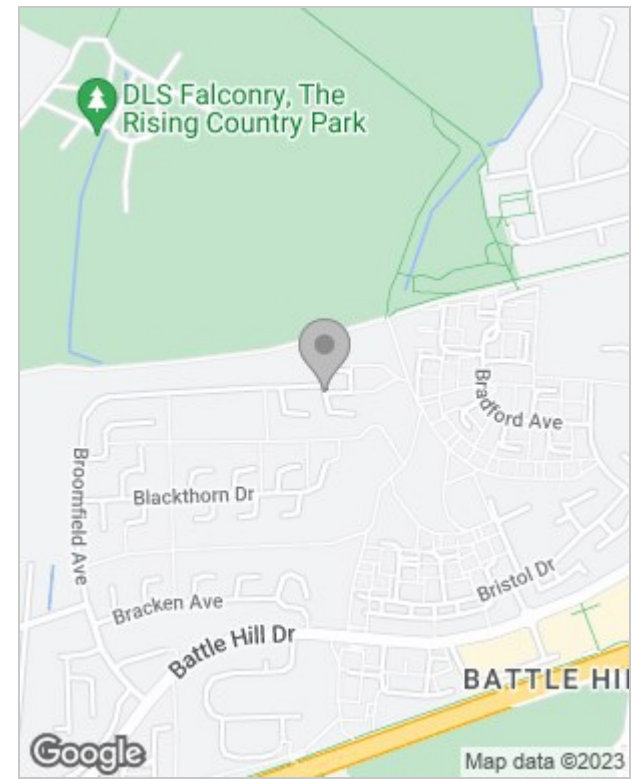 DLS Falconry, The
Rising Country Park
Bradford Ave
Broomfield Ave
Blackthorn Dr
Bristol Dr
Bracken Ave
Battle Hill Dr
BATTLE HI
Google
Map data ©2023